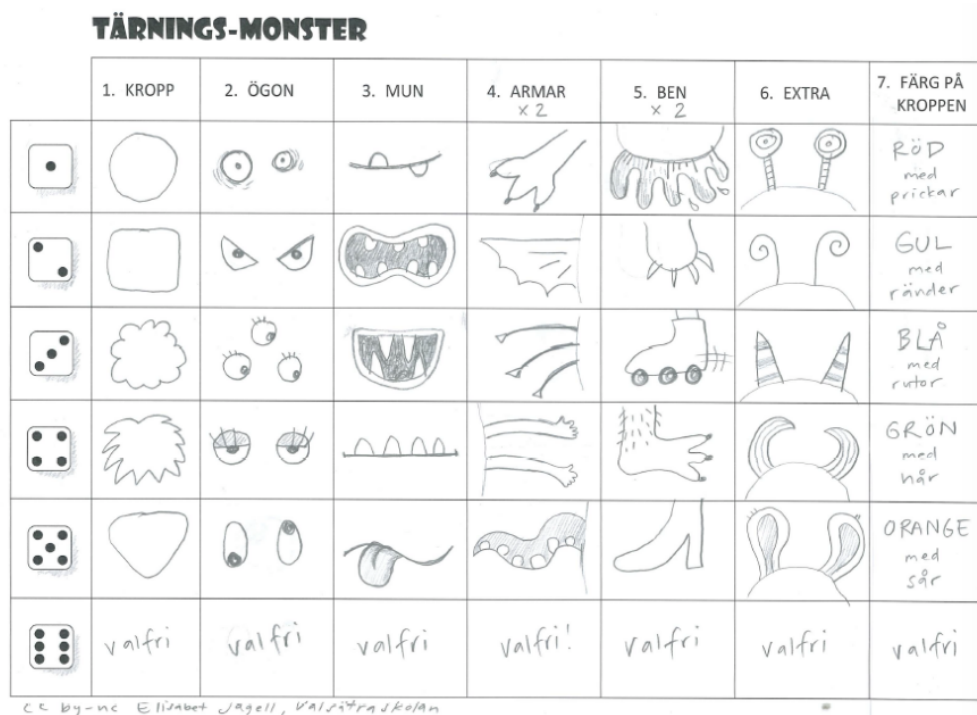 TÄRNINGS-MONSTER
1. KROPP
2. ÖGON
3. MUN
4. ARMAR
x 2
5. BEN
x 2
6. EXTRA
7. FÄRG PÅ
KROPPEN
RÖD
med
prickar
GUL
med
ränder
BLÅ
med
rutor
GRÖN
med
hår
ORANGE
med
sår
valfri
valfri
valfri
valfri!
valfri
valfri
valfri
cc by-nc Elisabet Jagell, Valsätraskolan